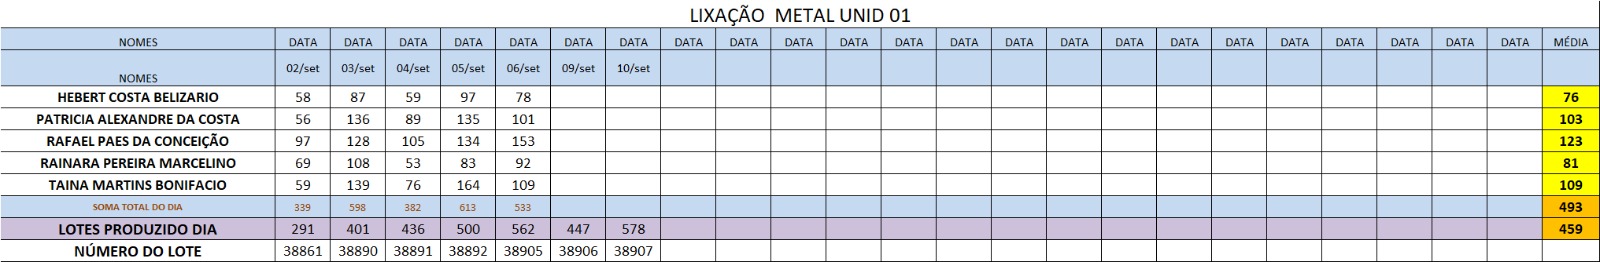 LIXAÇÃO METAL UNID 01
NOMES DATA DATA DATA DATA DATA DATA DATA DATA DATA DATA DATA DATA DATA DATA DATA DATA DATA DATA DATA DATA DATA DATA DATA MÉDIA
NOMES 02/set 03/set 04/set 05/set 06/set 09/set 10/set
HEBERT COSTA BELIZARIO 58 87 59 97 78 76
PATRICIA ALEXANDRE DA COSTA 56 136 89 135 101 103
RAFAEL PAES DA CONCEIÇÃO 97 128 105 134 153 123
RAINARA PEREIRA MARCELINO 69 108 53 83 92 81
TAINA MARTINS BONIFACIO 59 139 76 164 109 109
SOMA TOTAL DO DIA 339 598 382 613 533 493
LOTES PRODUZIDO DIA 291 401 436 500 562 447 578 459
NÚMERO DO LOTE 38861 38890 38891 38892 38905 38906 38907